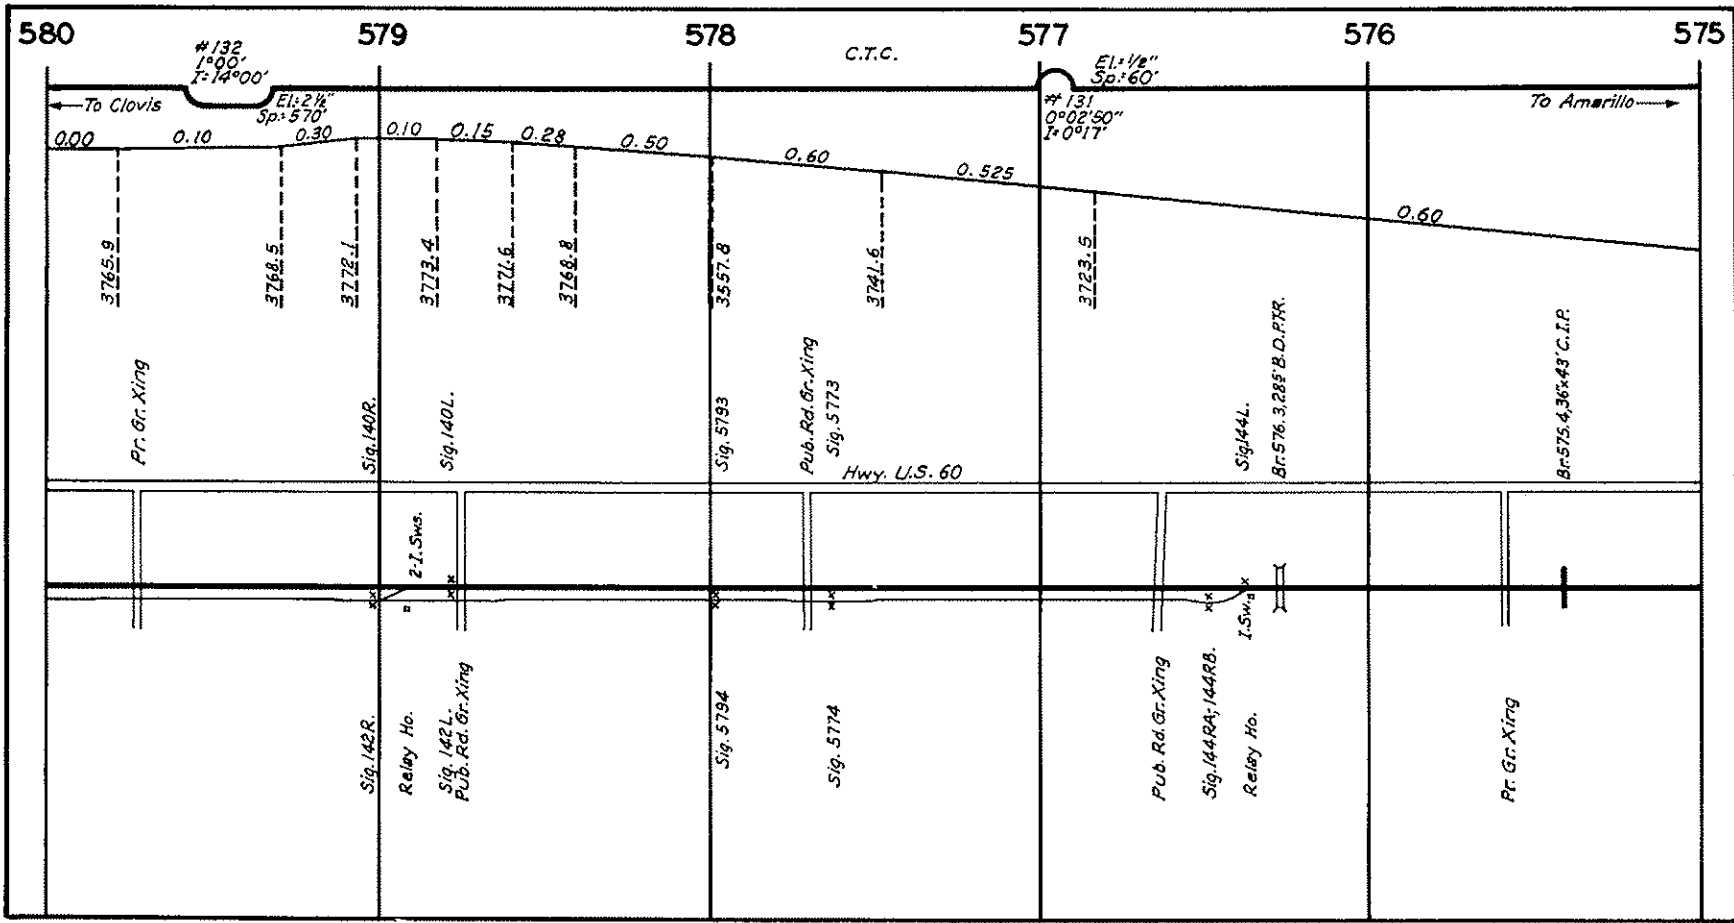 580
579
578
577
576
575
C.T.C.
#132
1°00'
I=14°00'
El.=2½"
Sp.=570'
El.=½"
Sp.=60'
#131
0°02'50"
I=0°17'
←To Clovis
To Amarillo→
0.00
0.10
0.30
0.10
0.15
0.28
0.50
0.60
0.525
0.60
3765.9
3768.5
3772.1
3773.4
3771.6
3768.8
3557.8
3741.6
3723.5
Pr. Gr. Xing
Sig. 140R.
Sig. 140L.
Sig. 5793
Pub. Rd. Gr. Xing
Sig. 5773
Sig. 144L.
Br. 575.4, 36"x43' C.I.P.
Hwy. U.S. 60
2-I. Sws.
I. Sw.
Sig. 142R.
Relay Ho.
Sig. 142L.
Pub. Rd. Gr. Xing
Sig. 5794
Sig. 5774
Pub. Rd. Gr. Xing
Sig. 144RA; 144RB.
Relay Ho.
Pr. Gr. Xing